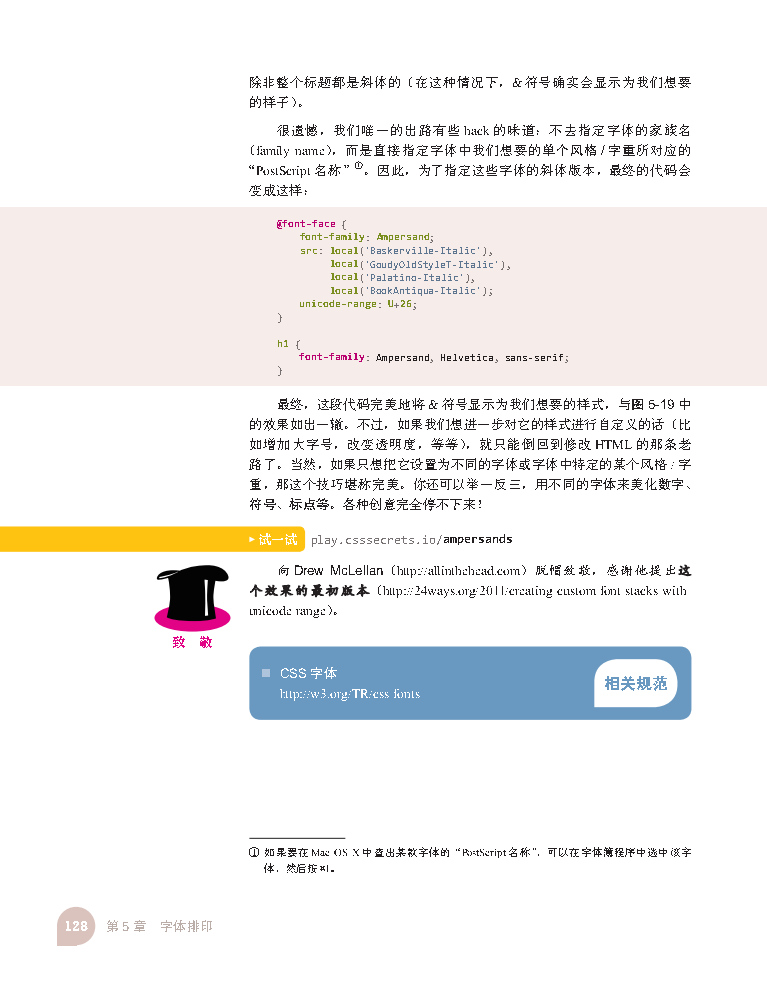 除非整个标题都是斜体的（在这种情况下，& 符号确实会显示为我们想要
的样子）。
很遗憾，我们唯一的出路有些 hack 的味道：不去指定字体的家族名
（family name），而是直接指定字体中我们想要的单个风格 / 字重所对应的
“PostScript 名称”①。因此，为了指定这些字体的斜体版本，最终的代码会
变成这样：
@font-face {
font-family: Ampersand;
src: local('Baskerville-Italic'),
local('GoudyOldStyleT-Italic'),
local('Palatino-Italic'),
local('BookAntiqua-Italic');
unicode-range: U+26;
}
h1 {
font-family: Ampersand, Helvetica, sans-serif;
}
最终，这段代码完美地将 & 符号显示为我们想要的样式，与图 5-19 中
的效果如出一辙。不过，如果我们想进一步对它的样式进行自定义的话（比
如增加大字号，改变透明度，等等），就只能倒回到修改 HTML 的那条老
路了。当然，如果只想把它设置为不同的字体或字体中特定的某个风格 / 字
重，那这个技巧堪称完美。你还可以举一反三，用不同的字体来美化数字、
符号、标点等。各种创意完全停不下来！
▶ 试一试 play.csssecrets.io/ampersands
向 Drew McLellan（http://allinthehead.com）脱帽致敬，感谢他提出这
个效果的最初版本（http://24ways.org/2011/creating-custom-font-stacks-with-
unicode-range）。
致 敬
■ CSS 字体
http://w3.org/TR/css-fonts
相关规范
① 如果要在 Mac OS X 中查出某款字体的“PostScript 名称”，可以在字体簿程序中选中该字
体，然后按 ⌘I。
128 第 5 章 字体排印